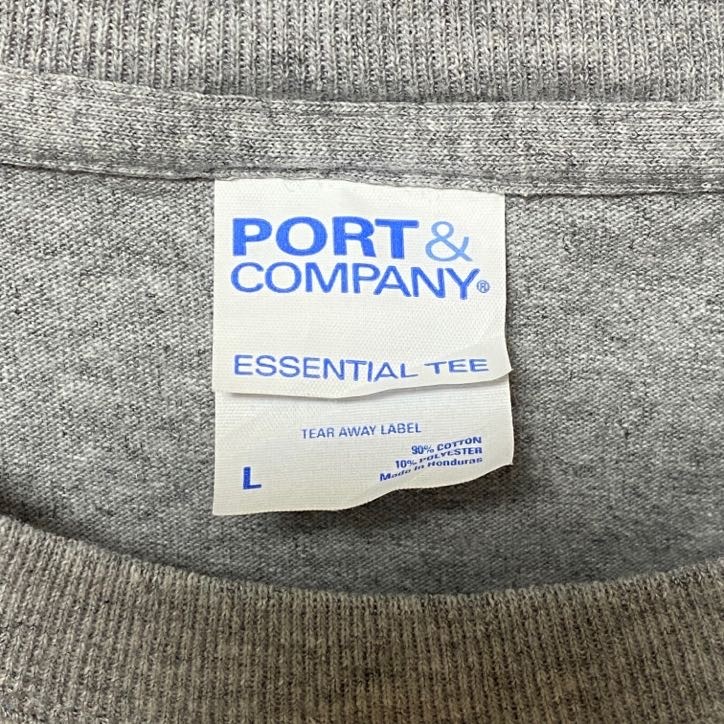 PORT &
COMPANY®
ESSENTIAL TEE
TEAR AWAY LABEL
90% COTTON
10% POLYESTER
Made in Honduras
L